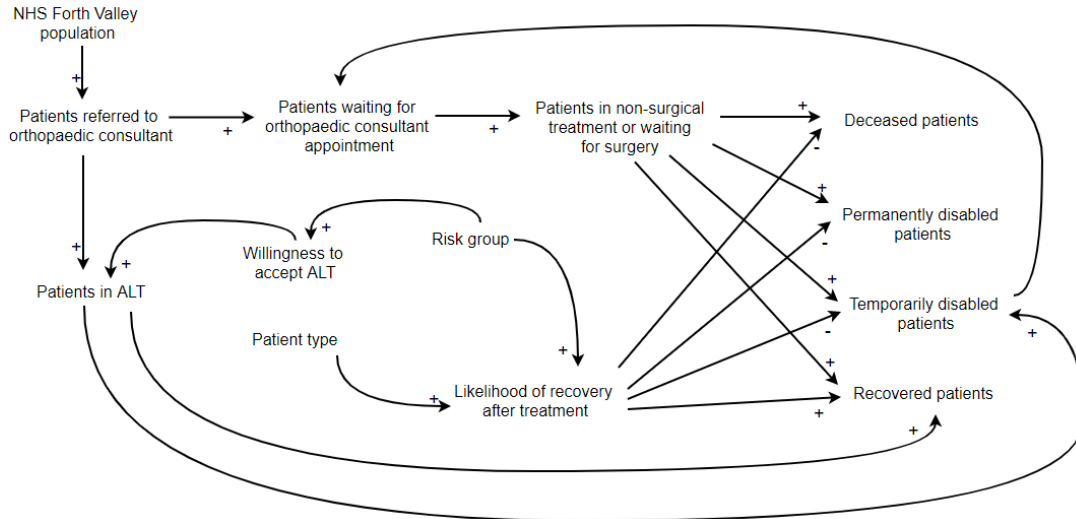 NHS Forth Valley
population
+
Patients referred to
orthopaedic consultant
+
Patients waiting for
orthopaedic consultant
appointment
+
Patients in non-surgical
treatment or waiting
for surgery
+
Deceased patients
-
+
Permanently disabled
patients
-
+
Willingness to
accept ALT
+
Risk group
+
+
Patients in ALT
+
Temporarily disabled
patients
-
+
Patient type
+
+
Likelihood of recovery
after treatment
+
Recovered patients
+
+